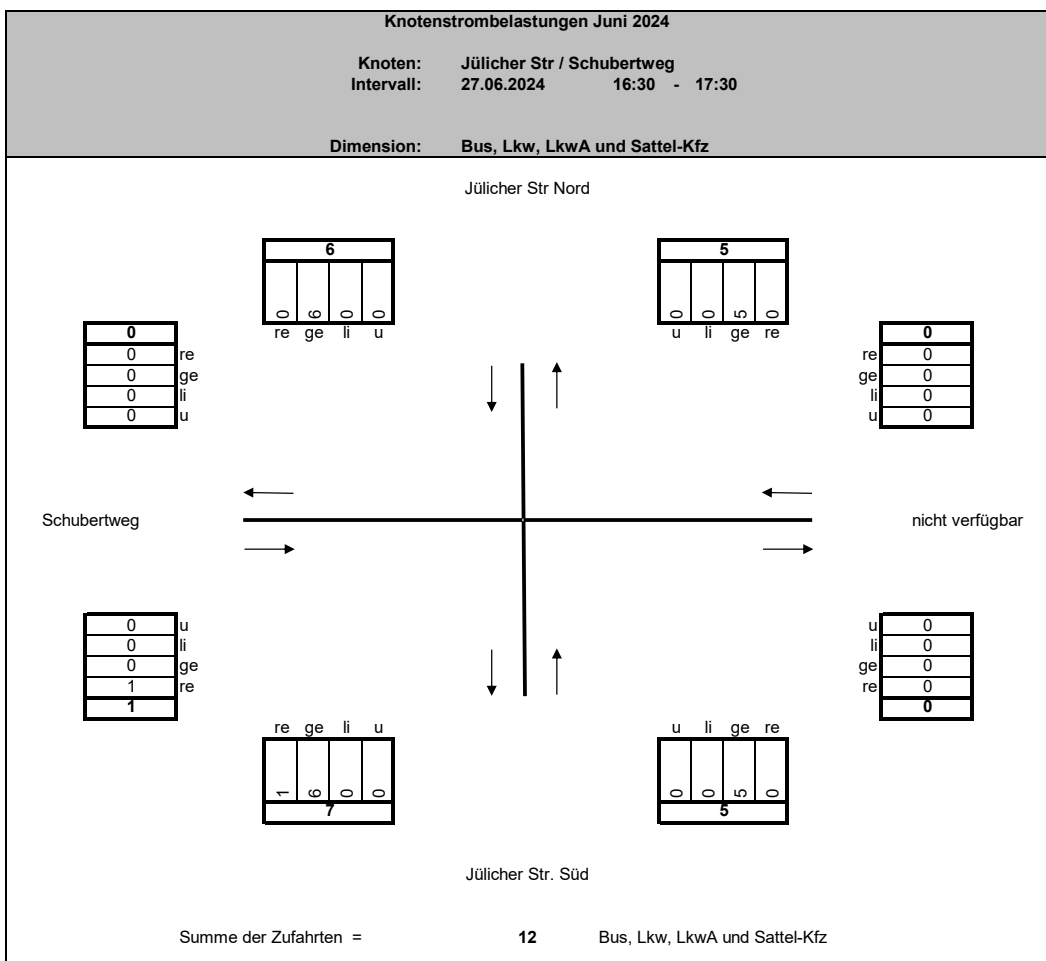 Knotenstrombelastungen Juni 2024
Knoten: Jülicher Str / Schubertweg
Intervall: 27.06.2024 16:30 - 17:30
Dimension: Bus, Lkw, LkwA und Sattel-Kfz
Jülicher Str Nord
6 5
0 6 0 0 0 0 5 0
re ge li u u li ge re
0 0
0 re re 0
0 ge ge 0
0 li li 0
0 u u 0
Schubertweg nicht verfügbar
0 u u 0
0 li li 0
0 ge ge 0
1 re re 0
1 0
re ge li u u li ge re
1 6 0 0 0 0 5 0
7 5
Jülicher Str. Süd
Summe der Zufahrten = 12 Bus, Lkw, LkwA und Sattel-Kfz